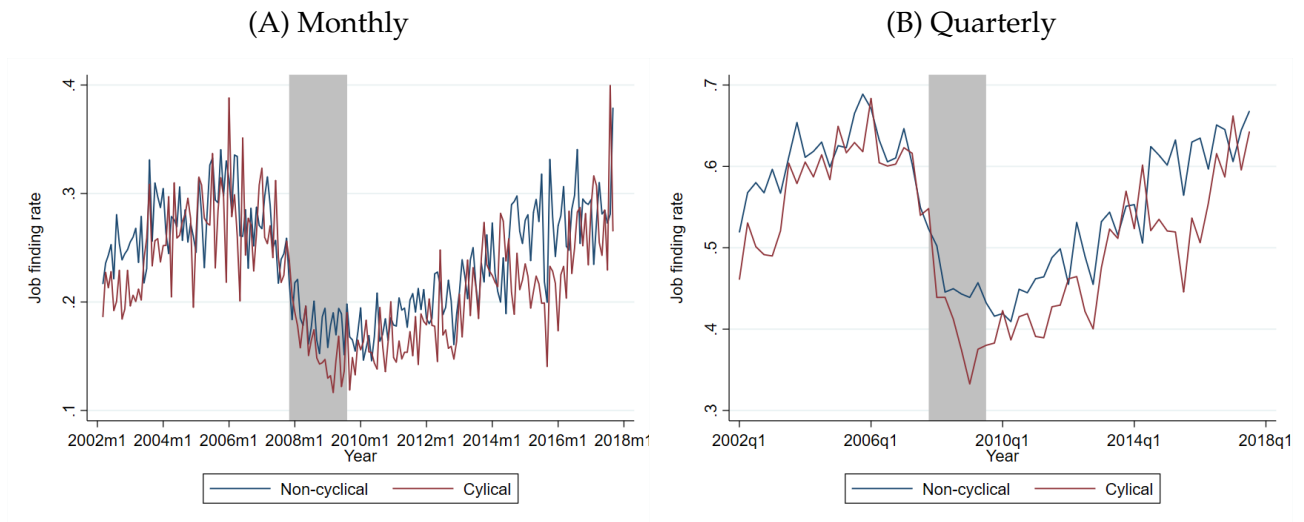 (A) Monthly
Job finding rate
.4
.3
.2
.1
2002m1 2004m1 2006m1 2008m1 2010m1 2012m1 2014m1 2016m1 2018m1
Year
Non-cyclical Cylical
(B) Quarterly
Job finding rate
.7
.6
.5
.4
.3
2002q1 2006q1 2010q1 2014q1 2018q1
Year
Non-cyclical Cylical